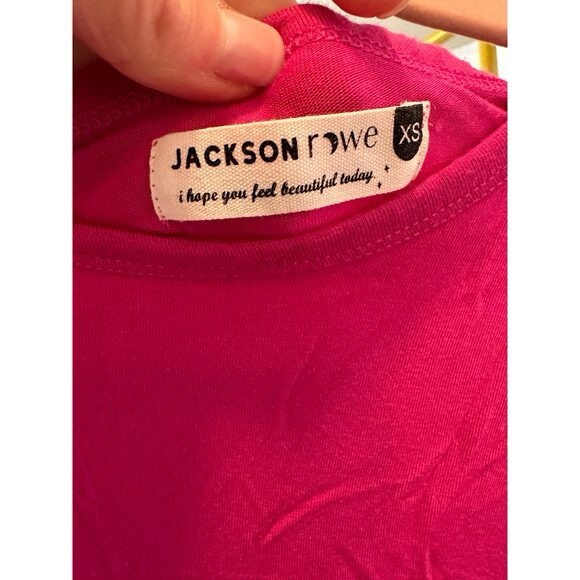 JACKSON rowe XS
i hope you feel beautiful today.